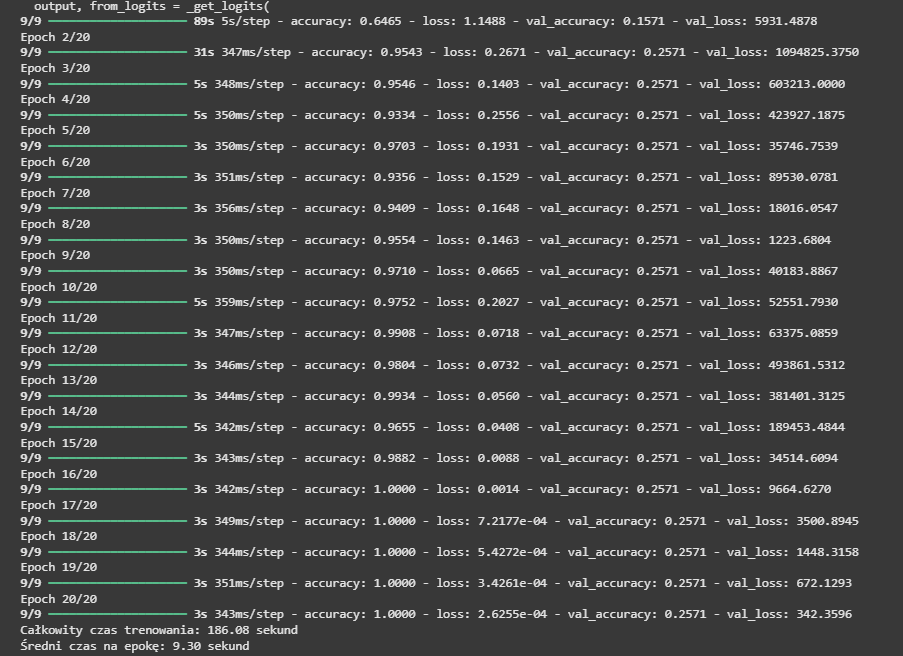 output, from_logits = _get_logits(
9/9 ━━━━━━━━━━━━━━━━━━━━ 89s 5s/step - accuracy: 0.6465 - loss: 1.1488 - val_accuracy: 0.1571 - val_loss: 5931.4878
Epoch 2/20
9/9 ━━━━━━━━━━━━━━━━━━━━ 31s 347ms/step - accuracy: 0.9543 - loss: 0.2671 - val_accuracy: 0.2571 - val_loss: 1094825.3750
Epoch 3/20
9/9 ━━━━━━━━━━━━━━━━━━━━ 5s 348ms/step - accuracy: 0.9546 - loss: 0.1403 - val_accuracy: 0.2571 - val_loss: 603213.0000
Epoch 4/20
9/9 ━━━━━━━━━━━━━━━━━━━━ 5s 350ms/step - accuracy: 0.9334 - loss: 0.2556 - val_accuracy: 0.2571 - val_loss: 423927.1875
Epoch 5/20
9/9 ━━━━━━━━━━━━━━━━━━━━ 3s 350ms/step - accuracy: 0.9703 - loss: 0.1931 - val_accuracy: 0.2571 - val_loss: 35746.7539
Epoch 6/20
9/9 ━━━━━━━━━━━━━━━━━━━━ 3s 351ms/step - accuracy: 0.9356 - loss: 0.1529 - val_accuracy: 0.2571 - val_loss: 89530.0781
Epoch 7/20
9/9 ━━━━━━━━━━━━━━━━━━━━ 3s 356ms/step - accuracy: 0.9409 - loss: 0.1648 - val_accuracy: 0.2571 - val_loss: 18016.0547
Epoch 8/20
9/9 ━━━━━━━━━━━━━━━━━━━━ 3s 350ms/step - accuracy: 0.9554 - loss: 0.1463 - val_accuracy: 0.2571 - val_loss: 1223.6804
Epoch 9/20
9/9 ━━━━━━━━━━━━━━━━━━━━ 3s 350ms/step - accuracy: 0.9710 - loss: 0.0665 - val_accuracy: 0.2571 - val_loss: 40183.8867
Epoch 10/20
9/9 ━━━━━━━━━━━━━━━━━━━━ 5s 359ms/step - accuracy: 0.9752 - loss: 0.2027 - val_accuracy: 0.2571 - val_loss: 52551.7930
Epoch 11/20
9/9 ━━━━━━━━━━━━━━━━━━━━ 3s 347ms/step - accuracy: 0.9908 - loss: 0.0718 - val_accuracy: 0.2571 - val_loss: 63375.0859
Epoch 12/20
9/9 ━━━━━━━━━━━━━━━━━━━━ 3s 346ms/step - accuracy: 0.9804 - loss: 0.0732 - val_accuracy: 0.2571 - val_loss: 493861.5312
Epoch 13/20
9/9 ━━━━━━━━━━━━━━━━━━━━ 3s 344ms/step - accuracy: 0.9934 - loss: 0.0560 - val_accuracy: 0.2571 - val_loss: 381401.3125
Epoch 14/20
9/9 ━━━━━━━━━━━━━━━━━━━━ 5s 342ms/step - accuracy: 0.9655 - loss: 0.0408 - val_accuracy: 0.2571 - val_loss: 189453.4844
Epoch 15/20
9/9 ━━━━━━━━━━━━━━━━━━━━ 3s 343ms/step - accuracy: 0.9882 - loss: 0.0088 - val_accuracy: 0.2571 - val_loss: 34514.6094
Epoch 16/20
9/9 ━━━━━━━━━━━━━━━━━━━━ 3s 342ms/step - accuracy: 1.0000 - loss: 0.0014 - val_accuracy: 0.2571 - val_loss: 9664.6270
Epoch 17/20
9/9 ━━━━━━━━━━━━━━━━━━━━ 3s 349ms/step - accuracy: 1.0000 - loss: 7.2177e-04 - val_accuracy: 0.2571 - val_loss: 3500.8945
Epoch 18/20
9/9 ━━━━━━━━━━━━━━━━━━━━ 3s 344ms/step - accuracy: 1.0000 - loss: 5.4272e-04 - val_accuracy: 0.2571 - val_loss: 1448.3158
Epoch 19/20
9/9 ━━━━━━━━━━━━━━━━━━━━ 3s 351ms/step - accuracy: 1.0000 - loss: 3.4261e-04 - val_accuracy: 0.2571 - val_loss: 672.1293
Epoch 20/20
9/9 ━━━━━━━━━━━━━━━━━━━━ 3s 343ms/step - accuracy: 1.0000 - loss: 2.6255e-04 - val_accuracy: 0.2571 - val_loss: 342.3596
Całkowity czas trenowania: 186.08 sekund
Średni czas na epokę: 9.30 sekund